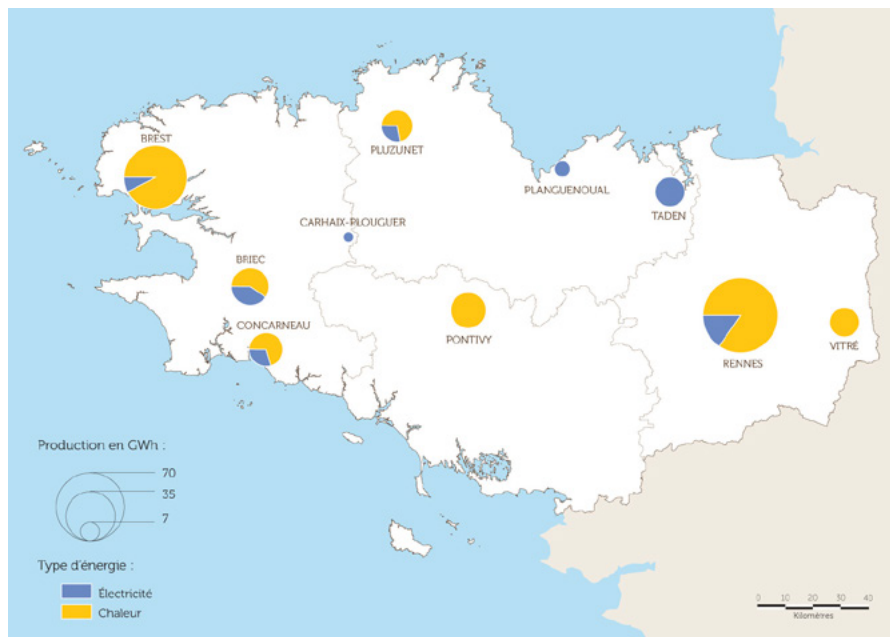 BREST
PLUZUNET
PLANGUENOUAL
TADEN
CARHAIX-PLOUGUER
BRIEC
CONCARNEAU
PONTIVY
RENNES
VITRÉ
Production en GWh :
70
35
7
Type d'énergie :
Électricité
Chaleur
0 10 20 30 40
Kilomètres